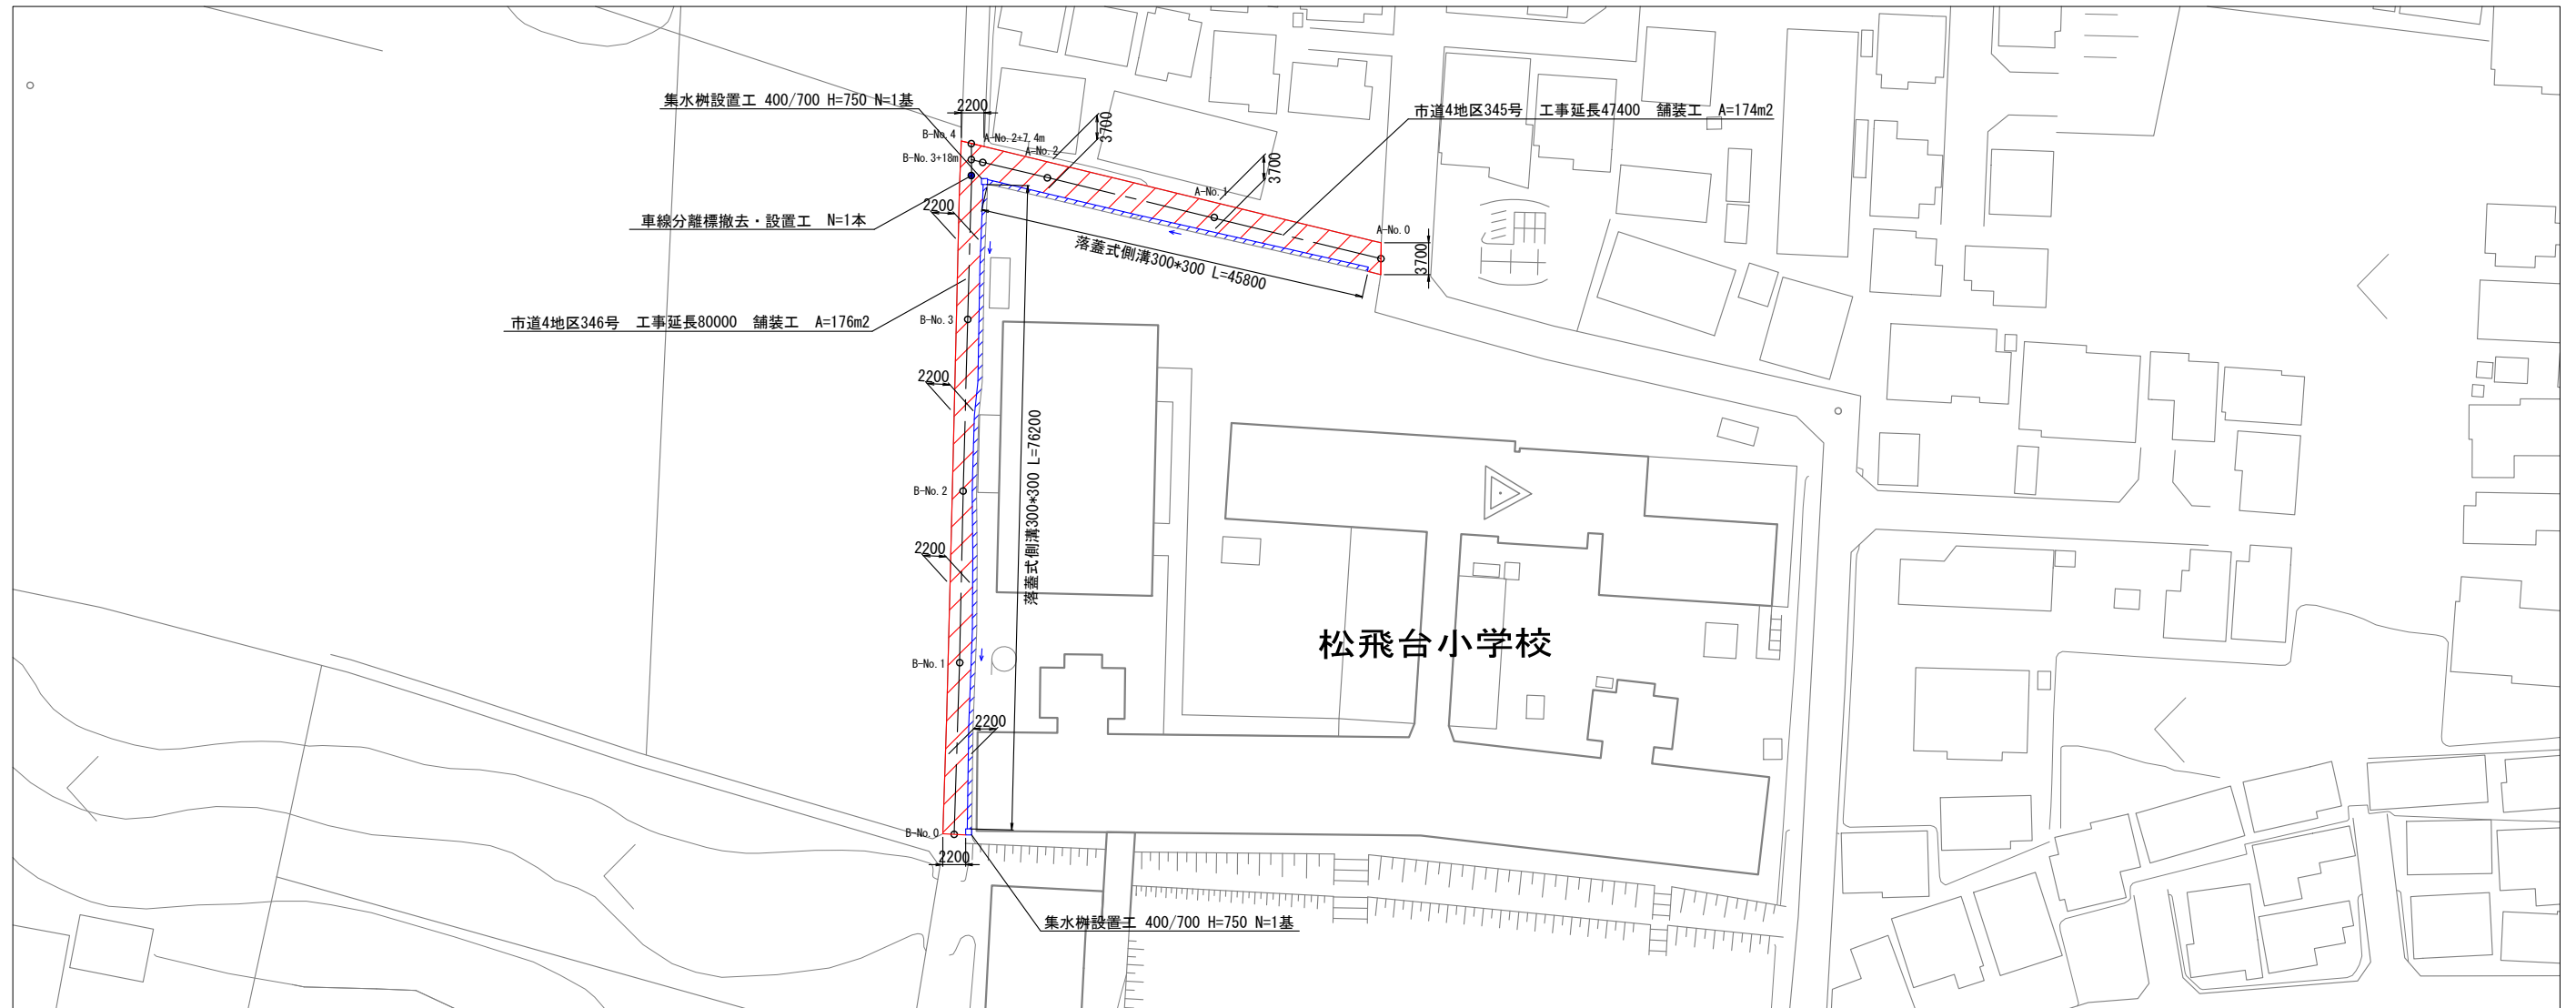 集水桝設置工 400/700 H=750 N=1基
2200
3700
市道4地区345号 工事延長47400 舗装工 A=174m2
B-No.4
A-No.2+7.4m
A-No.2
B-No.3+18m
3700
A-No.1
車線分離標撤去・設置工 N=1本
2200
A-No.0
3700
落蓋式側溝300*300 L=45800
市道4地区346号 工事延長80000 舗装工 A=176m2
B-No.3
2200
落蓋式側溝300*300 L=76200
B-No.2
2200
松飛台小学校
B-No.1
2200
B-No.0
2200
集水桝設置工 400/700 H=750 N=1基